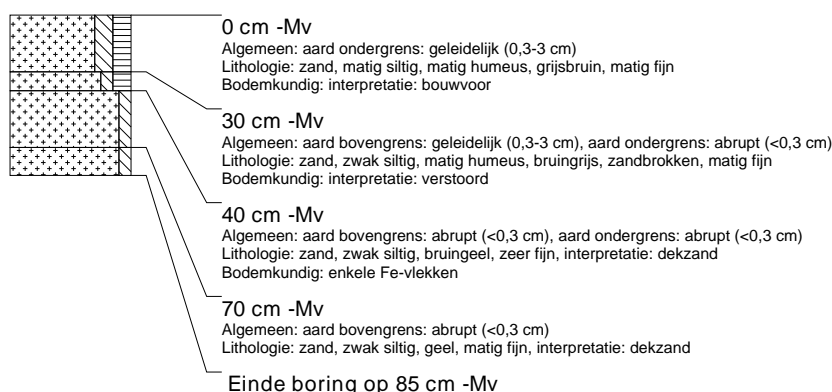 0 cm -Mv
Algemeen: aard ondergrens: geleidelijk (0,3-3 cm)
Lithologie: zand, matig siltig, matig humeus, grijsbruin, matig fijn
Bodemkundig: interpretatie: bouwvoor
30 cm -Mv
Algemeen: aard bovengrens: geleidelijk (0,3-3 cm), aard ondergrens: abrupt (<0,3 cm)
Lithologie: zand, zwak siltig, matig humeus, bruingrijs, zandbrokken, matig fijn
Bodemkundig: interpretatie: verstoord
40 cm -Mv
Algemeen: aard bovengrens: abrupt (<0,3 cm), aard ondergrens: abrupt (<0,3 cm)
Lithologie: zand, zwak siltig, bruingeel, zeer fijn, interpretatie: dekzand
Bodemkundig: enkele Fe-vlekken
70 cm -Mv
Algemeen: aard bovengrens: abrupt (<0,3 cm)
Lithologie: zand, zwak siltig, geel, matig fijn, interpretatie: dekzand
Einde boring op 85 cm -Mv